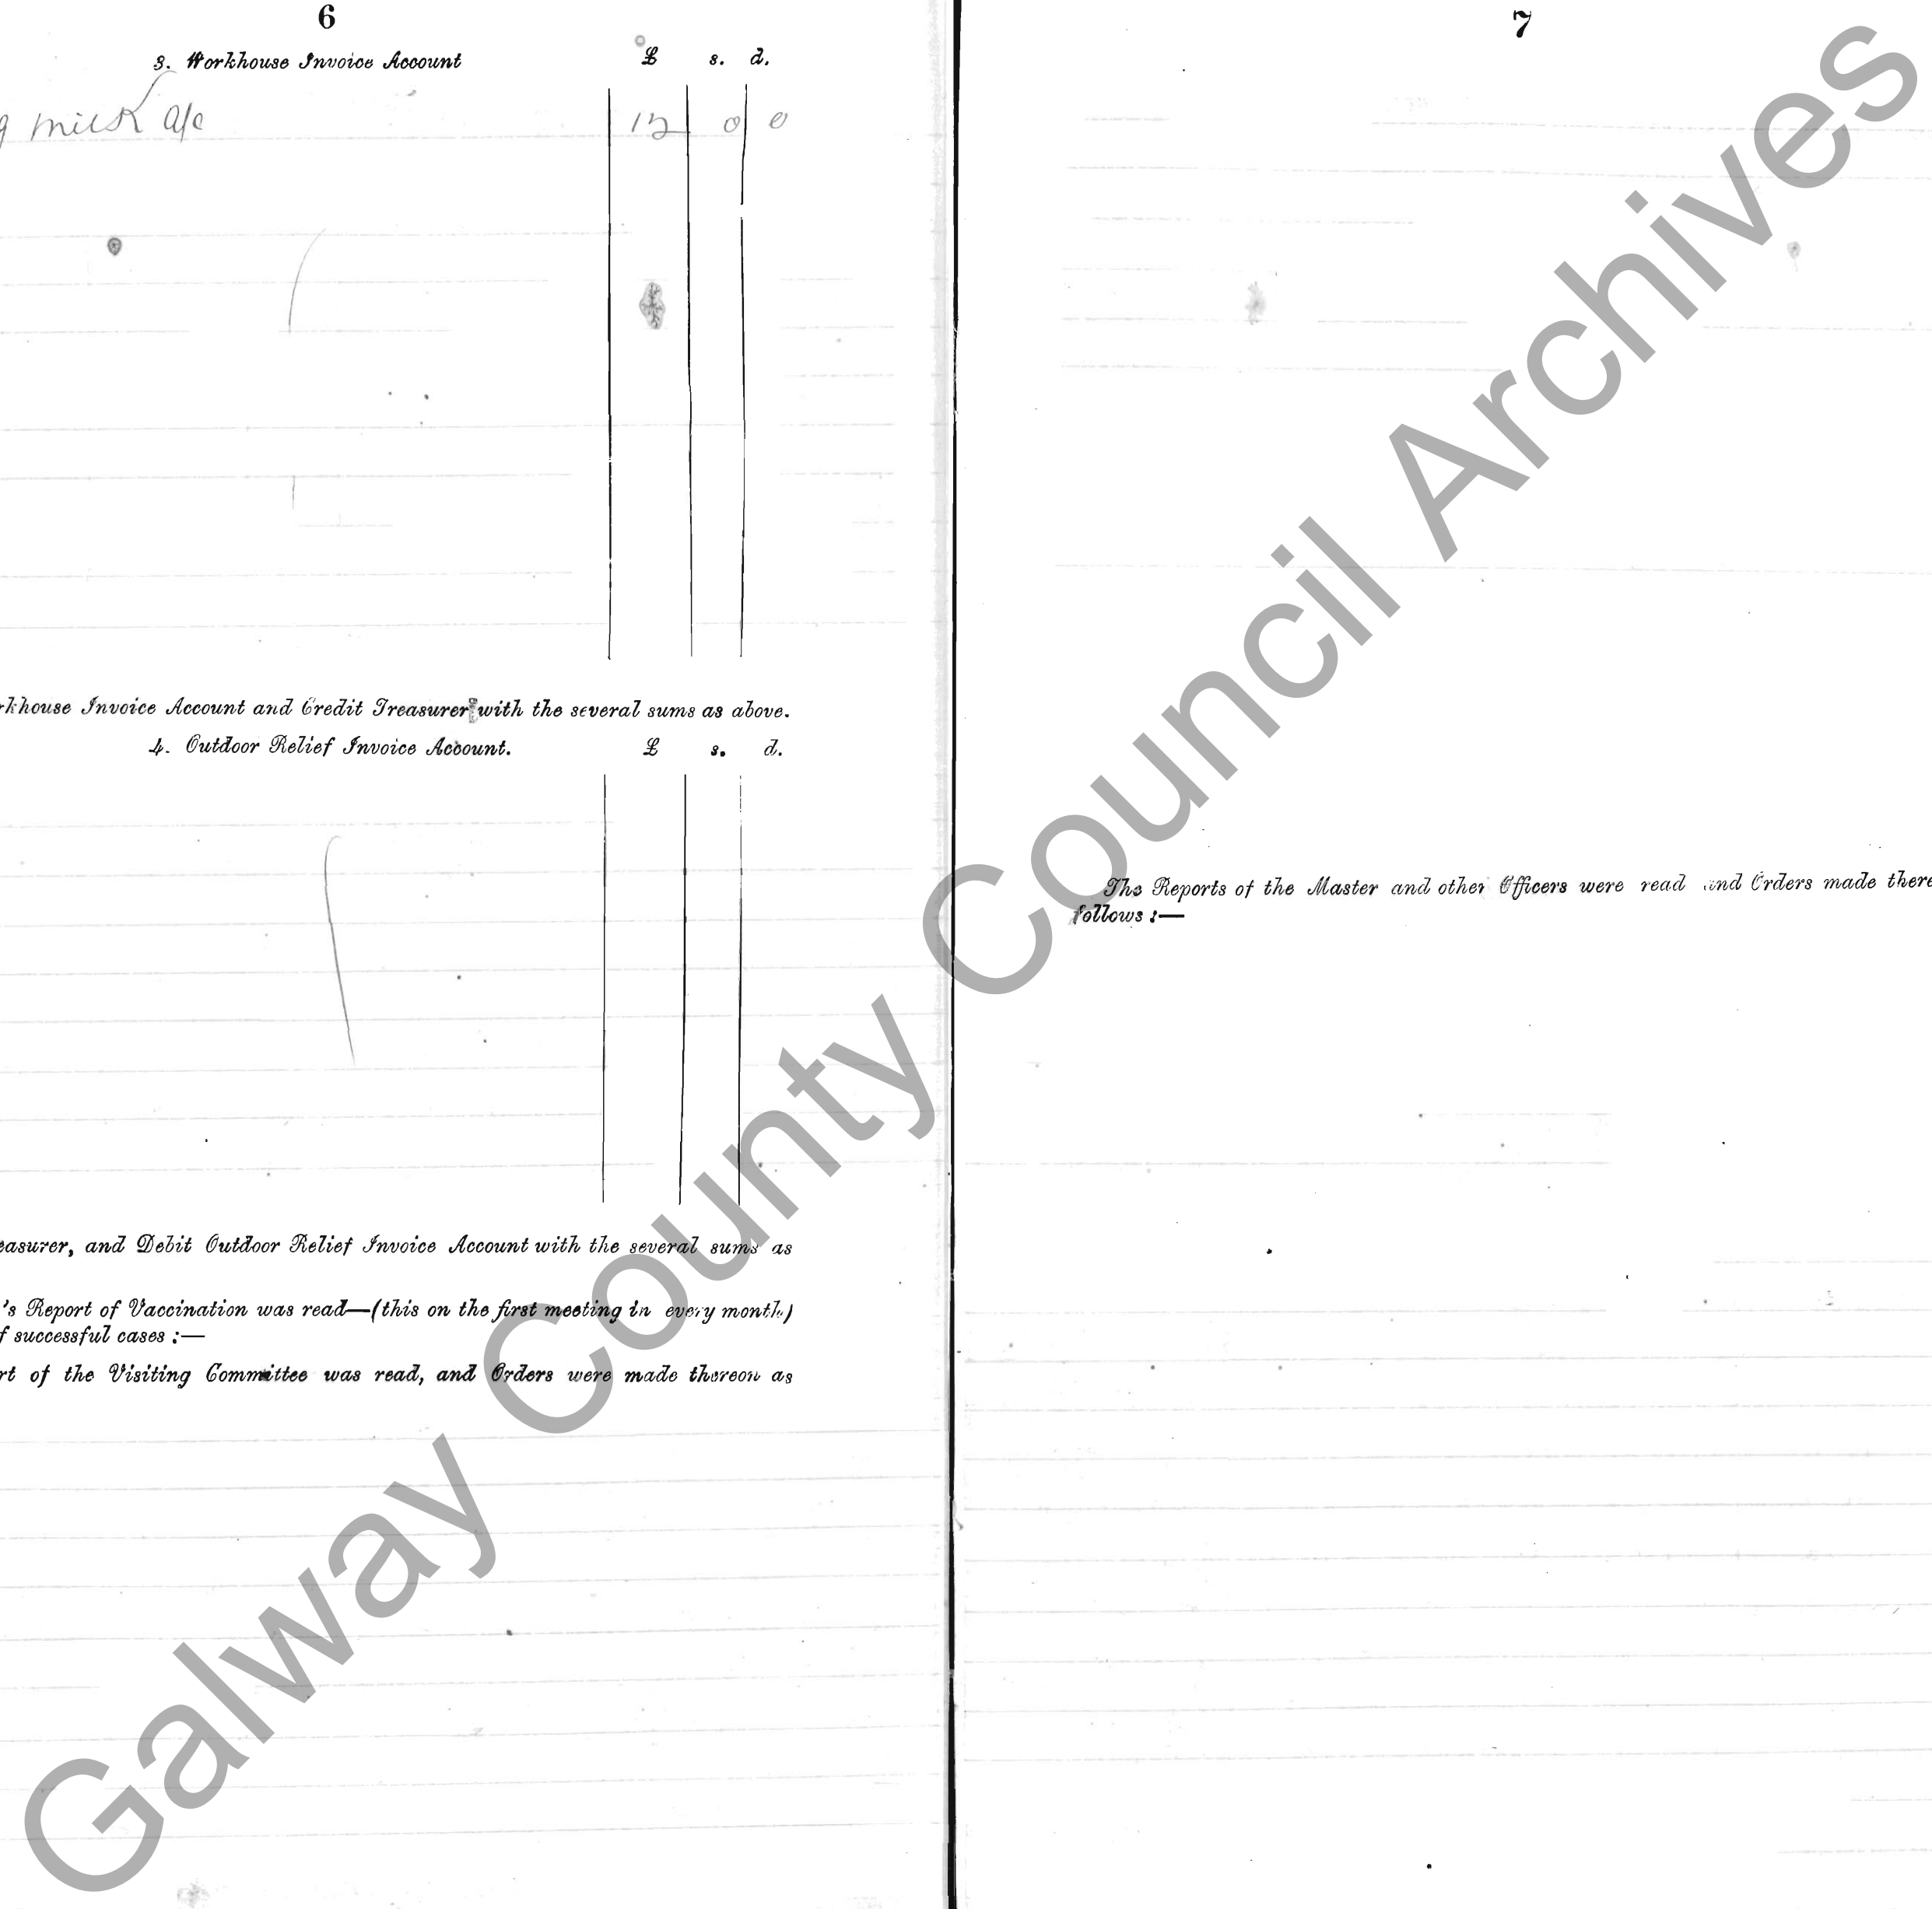 6
3. Workhouse Invoice Account £ s. d.
milk a/c 12 0 0
Invoice Account and Credit Treasurer with the several sums as above.
4. Outdoor Relief Invoice Account. £ s. d.
and Debit Outdoor Relief Invoice Account with the several sums as
's Report of Vaccination was read—(this on the first meeting in every month)
successful cases :—
of the Visiting Committee was read, and Orders were made thereon as
7
The Reports of the Master and other Officers were read and Orders made there
follows :—
Galway County Council Archives